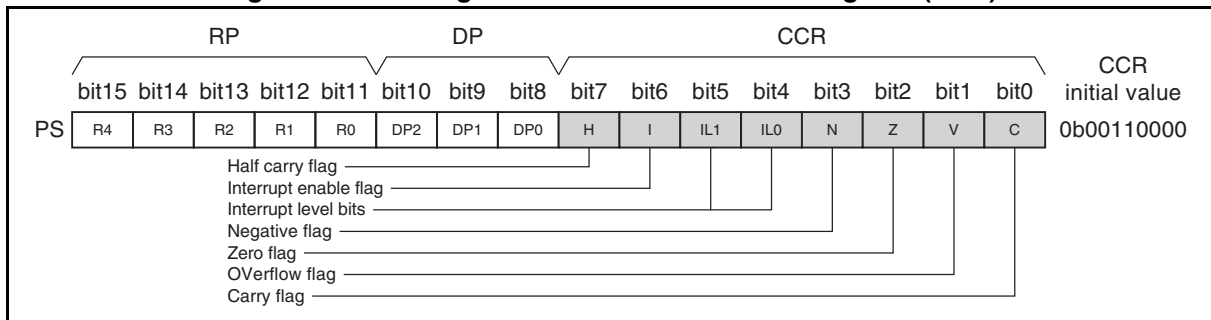 RP DP CCR
CCR
bit15 bit14 bit13 bit12 bit11 bit10 bit9 bit8 bit7 bit6 bit5 bit4 bit3 bit2 bit1 bit0 initial value
PS R4 R3 R2 R1 R0 DP2 DP1 DP0 H I IL1 IL0 N Z V C 0b00110000
Half carry flag
Interrupt enable flag
Interrupt level bits
Negative flag
Zero flag
OVerflow flag
Carry flag